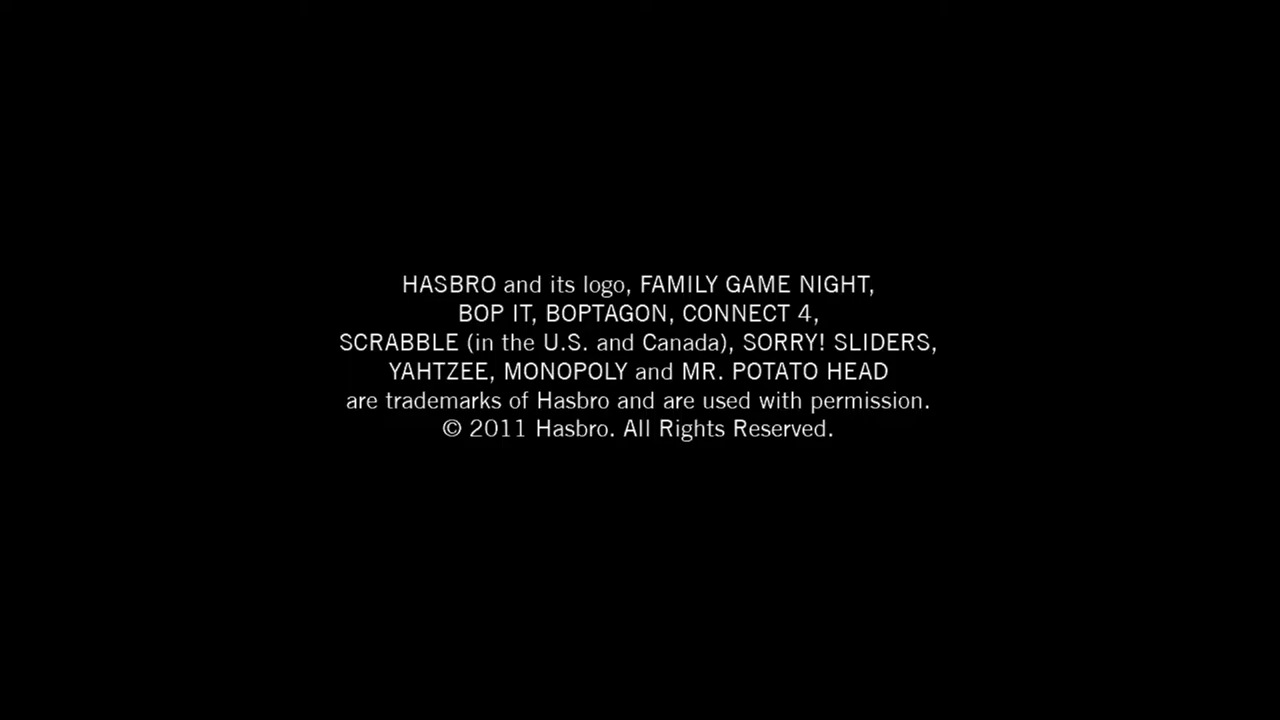 HASBRO and its logo, FAMILY GAME NIGHT,
BOP IT, BOPTAGON, CONNECT 4,
SCRABBLE (in the U.S. and Canada), SORRY! SLIDERS,
YAHTZEE, MONOPOLY and MR. POTATO HEAD
are trademarks of Hasbro and are used with permission.
© 2011 Hasbro. All Rights Reserved.